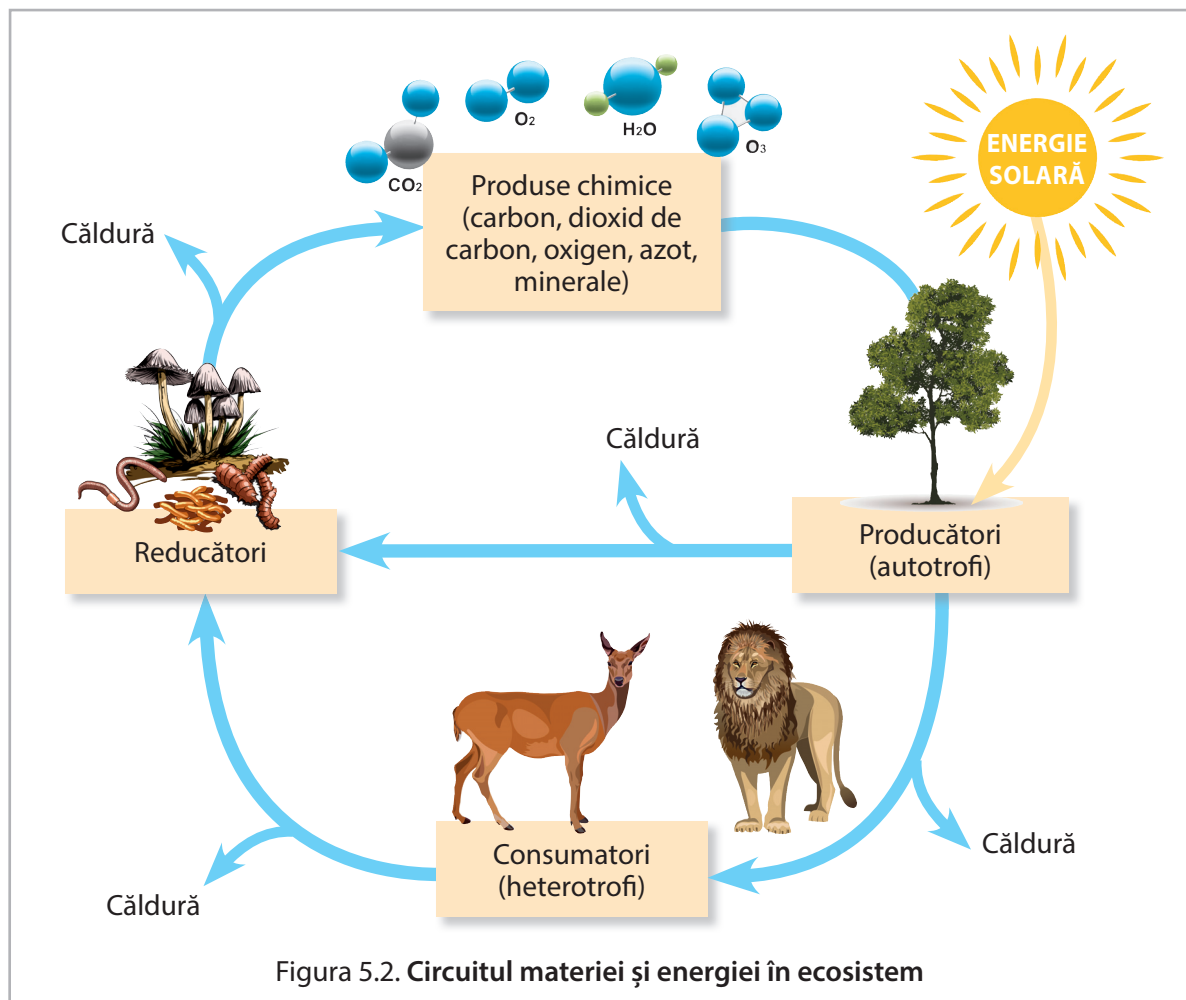 CO2
O2
H2O
O3
ENERGIE
SOLARĂ
Produse chimice
(carbon, dioxid de
carbon, oxigen, azot,
minerale)
Căldură
Căldură
Reducători
Producători
(autotrofi)
Căldură
Căldură
Consumatori
(heterotrofi)
Figura 5.2. Circuitul materiei și energiei în ecosistem